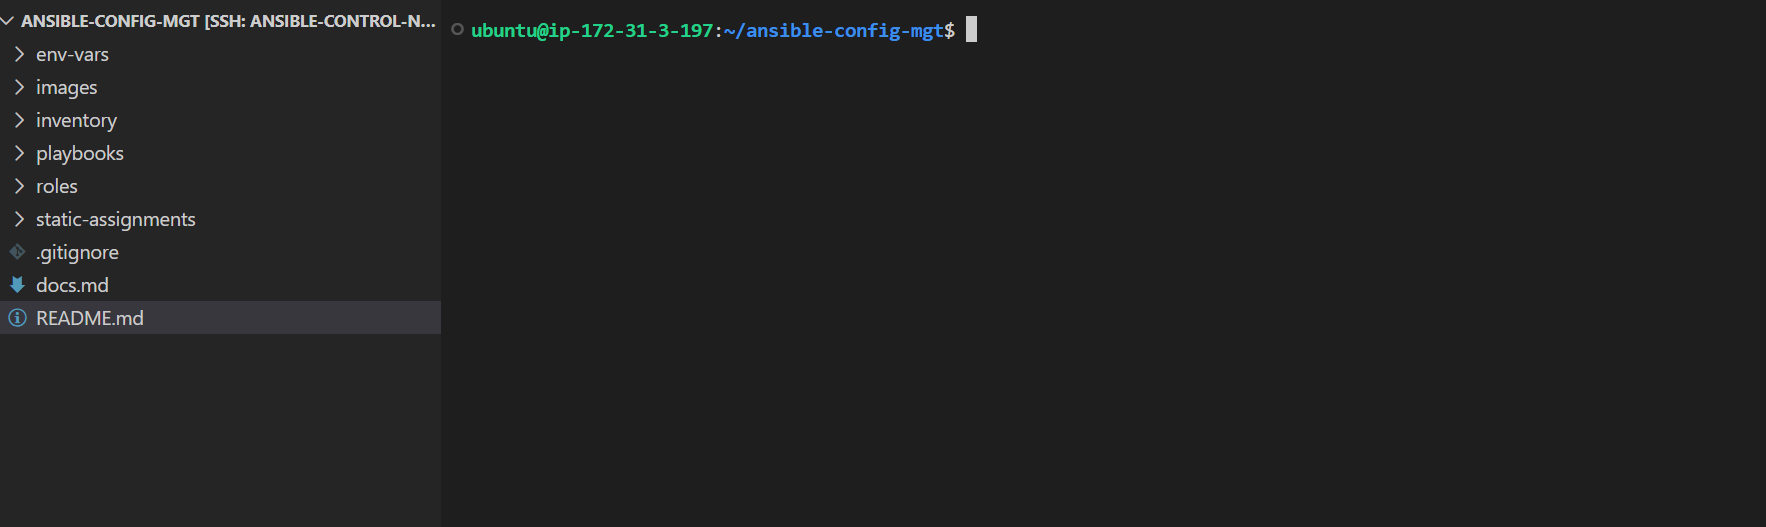 ANSIBLE-CONFIG-MGT [SSH: ANSIBLE-CONTROL-N...
env-vars
images
inventory
playbooks
roles
static-assignments
.gitignore
docs.md
README.md
ubuntu@ip-172-31-3-197:~/ansible-config-mgt$